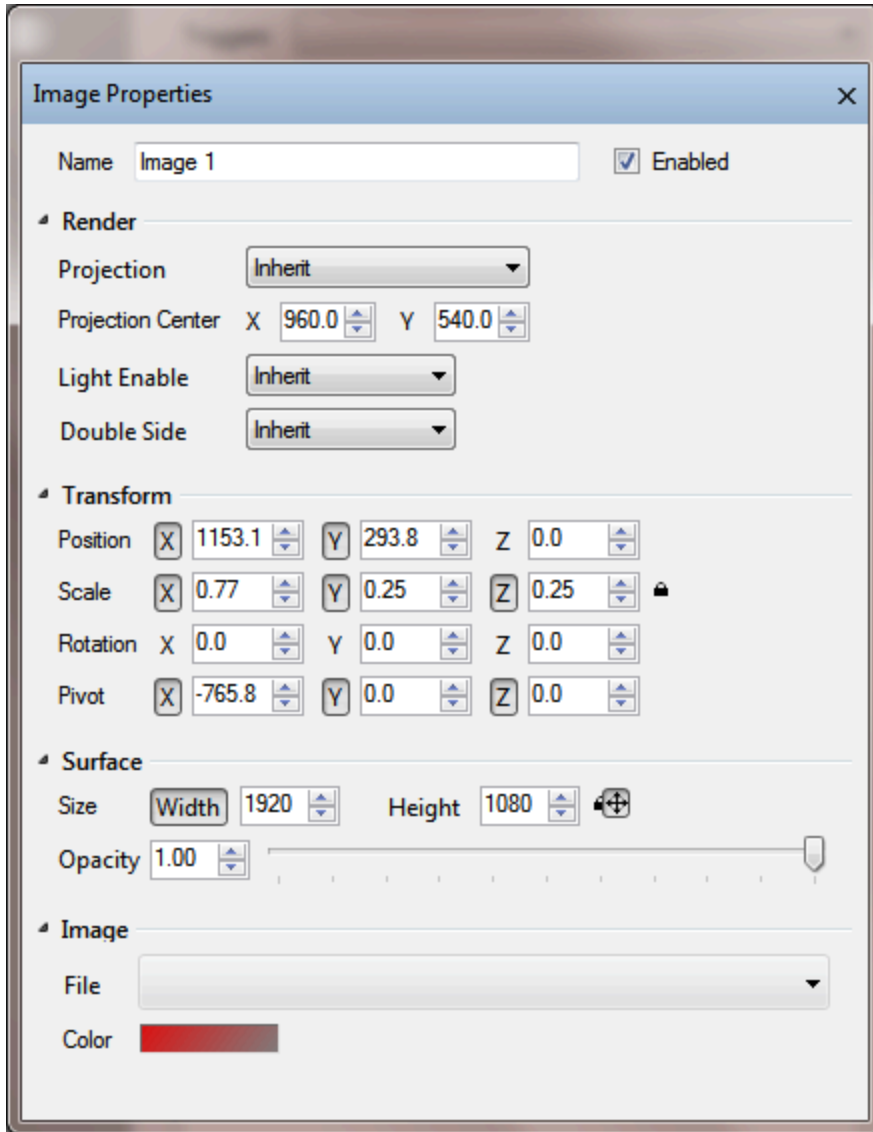 Image Properties
Name Image 1 Enabled
Render
Projection Inherit
Projection Center X 960.0 Y 540.0
Light Enable Inherit
Double Side Inherit
Transform
Position X 1153.1 Y 293.8 Z 0.0
Scale X 0.77 Y 0.25 Z 0.25
Rotation X 0.0 Y 0.0 Z 0.0
Pivot X -765.8 Y 0.0 Z 0.0
Surface
Size Width 1920 Height 1080
Opacity 1.00
Image
File
Color